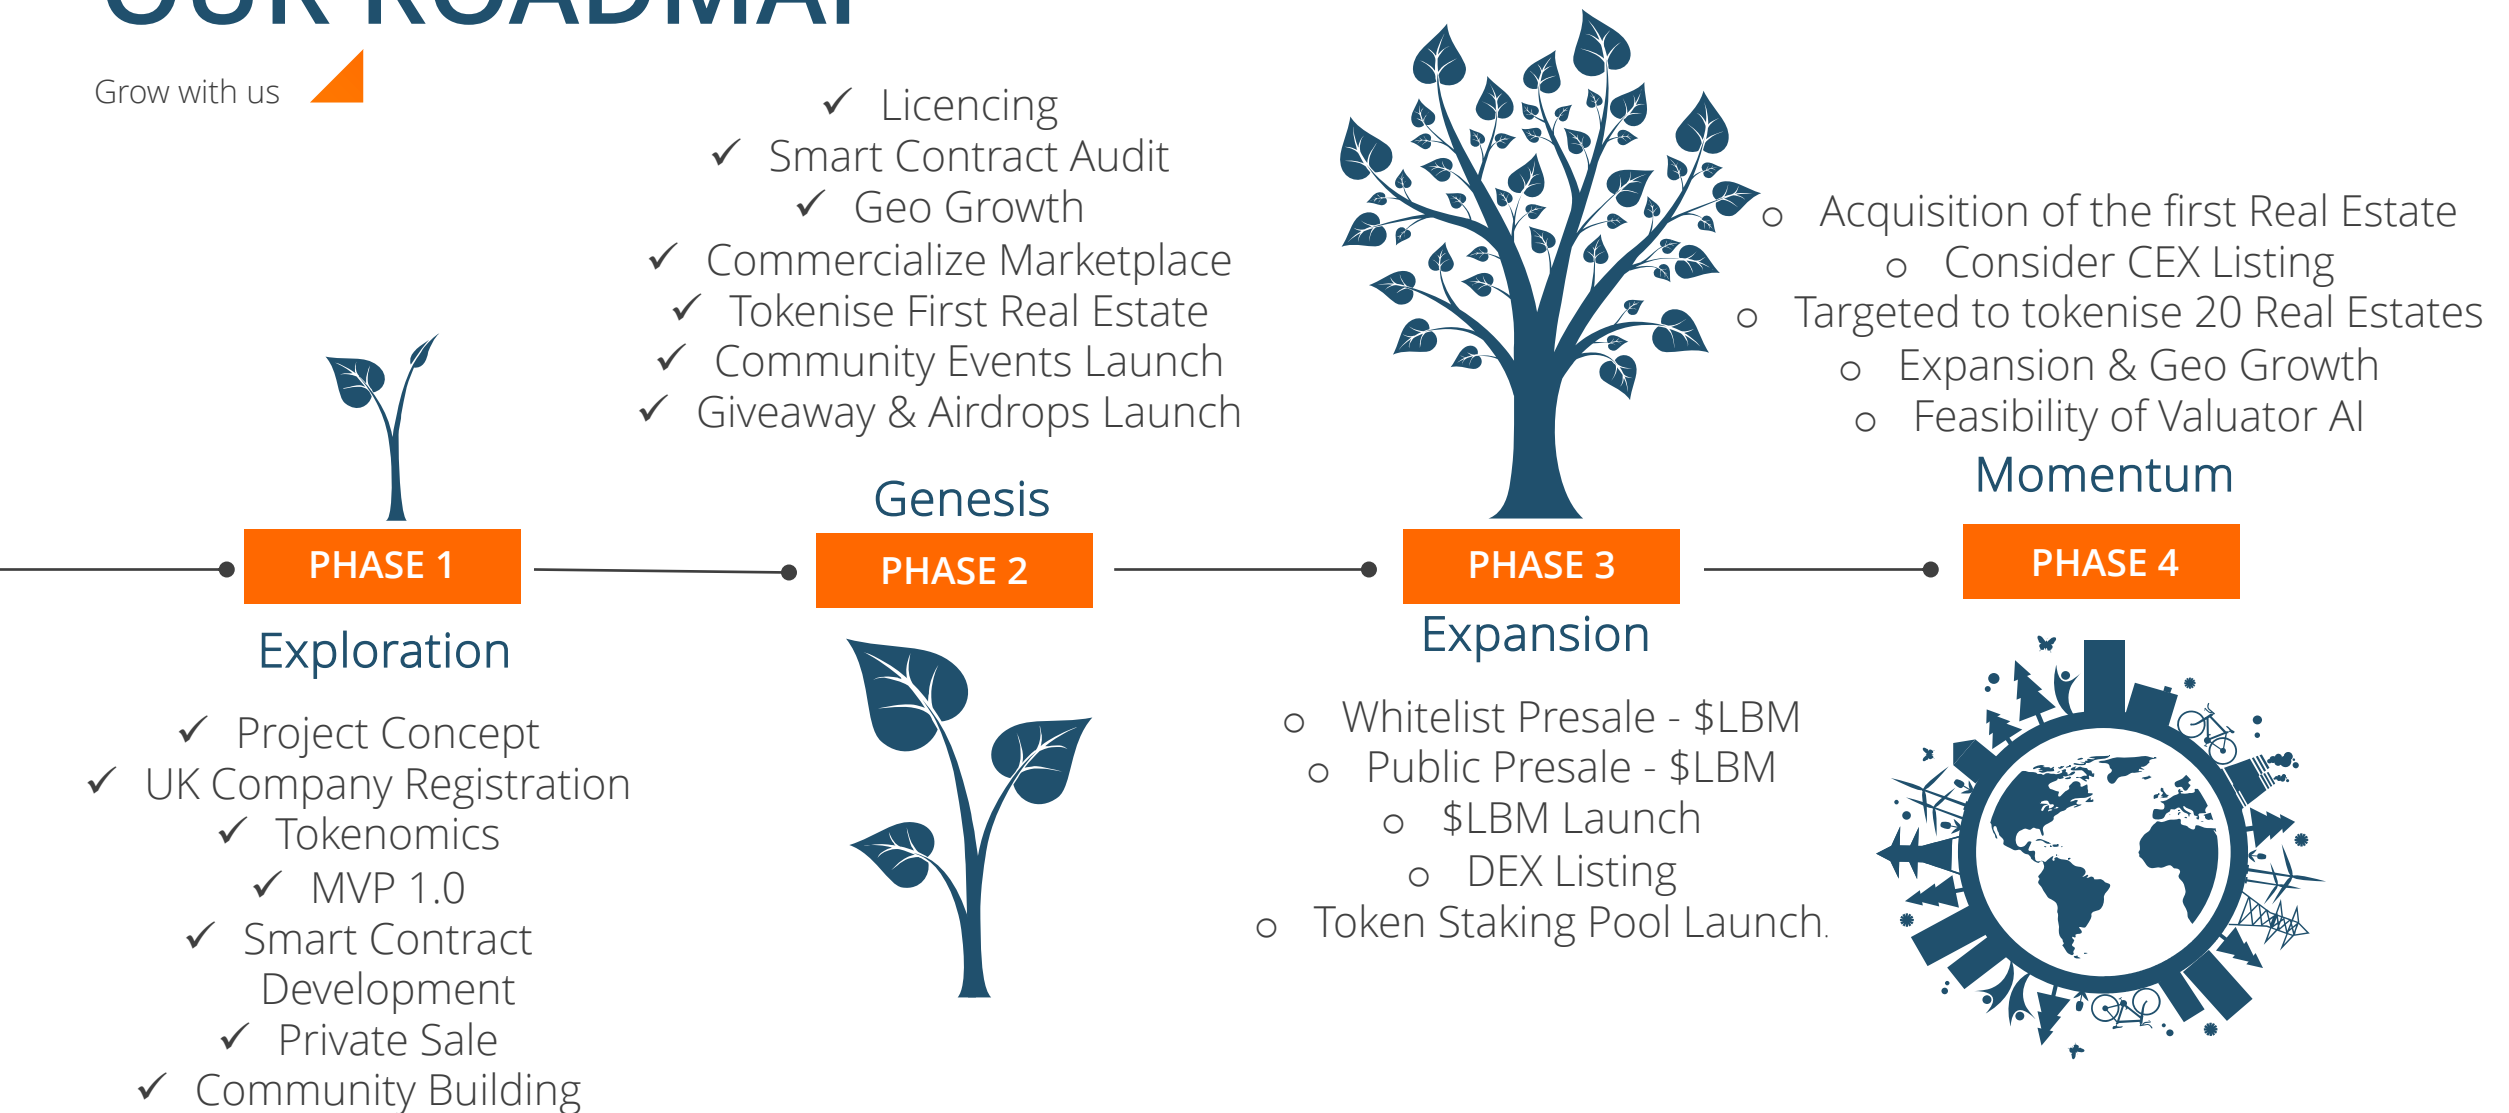 OUR ROADMAP
Grow with us
✓ Licencing
✓ Smart Contract Audit
✓ Geo Growth
✓ Commercialize Marketplace
✓ Tokenise First Real Estate
✓ Community Events Launch
✓ Giveaway & Airdrops Launch
Genesis
PHASE 2
PHASE 1
Exploration
✓ Project Concept
✓ UK Company Registration
✓ Tokenomics
✓ MVP 1.0
✓ Smart Contract
Development
✓ Private Sale
✓ Community Building
PHASE 3
Expansion
o Whitelist Presale - $LBM
o Public Presale - $LBM
o $LBM Launch
o DEX Listing
o Token Staking Pool Launch.
o Acquisition of the first Real Estate
o Consider CEX Listing
o Targeted to tokenise 20 Real Estates
o Expansion & Geo Growth
o Feasibility of Valuator AI
Momentum
PHASE 4